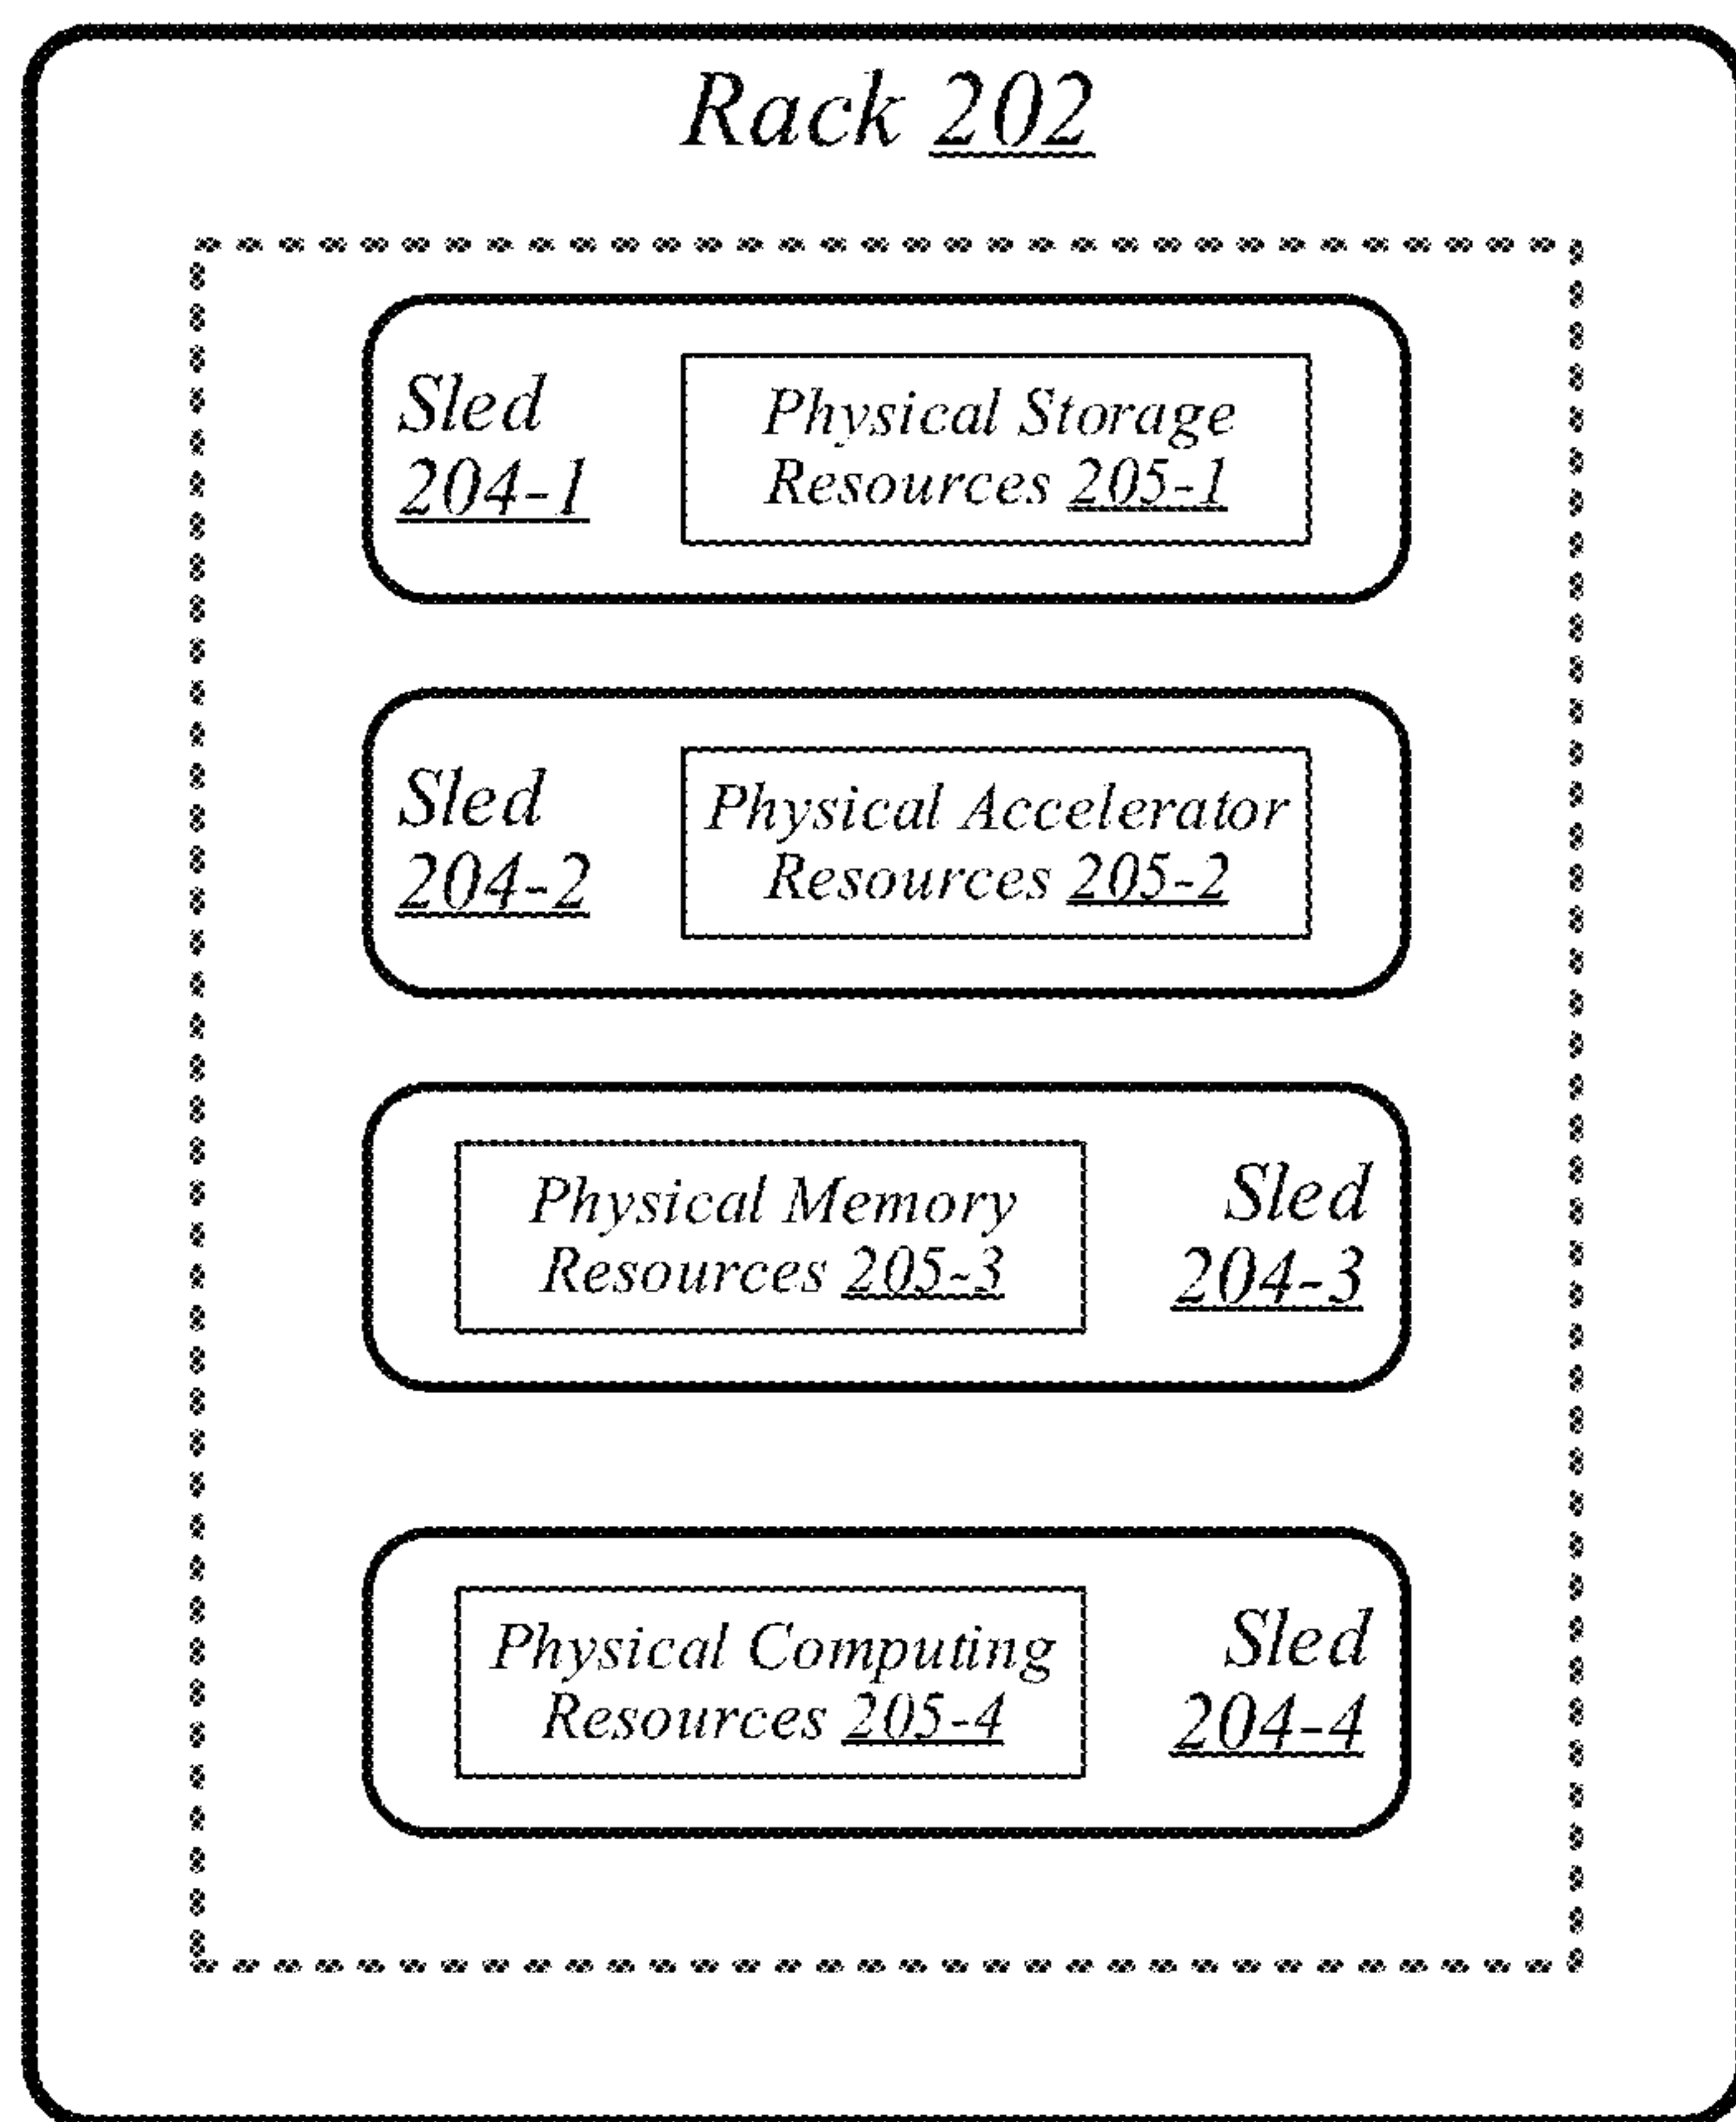 Rack 202
Sled
204-1
Physical Storage
Resources 205-1
Sled
204-2
Physical Accelerator
Resources 205-2
Physical Memory
Resources 205-3
Sled
204-3
Physical Computing
Resources 205-4
Sled
204-4